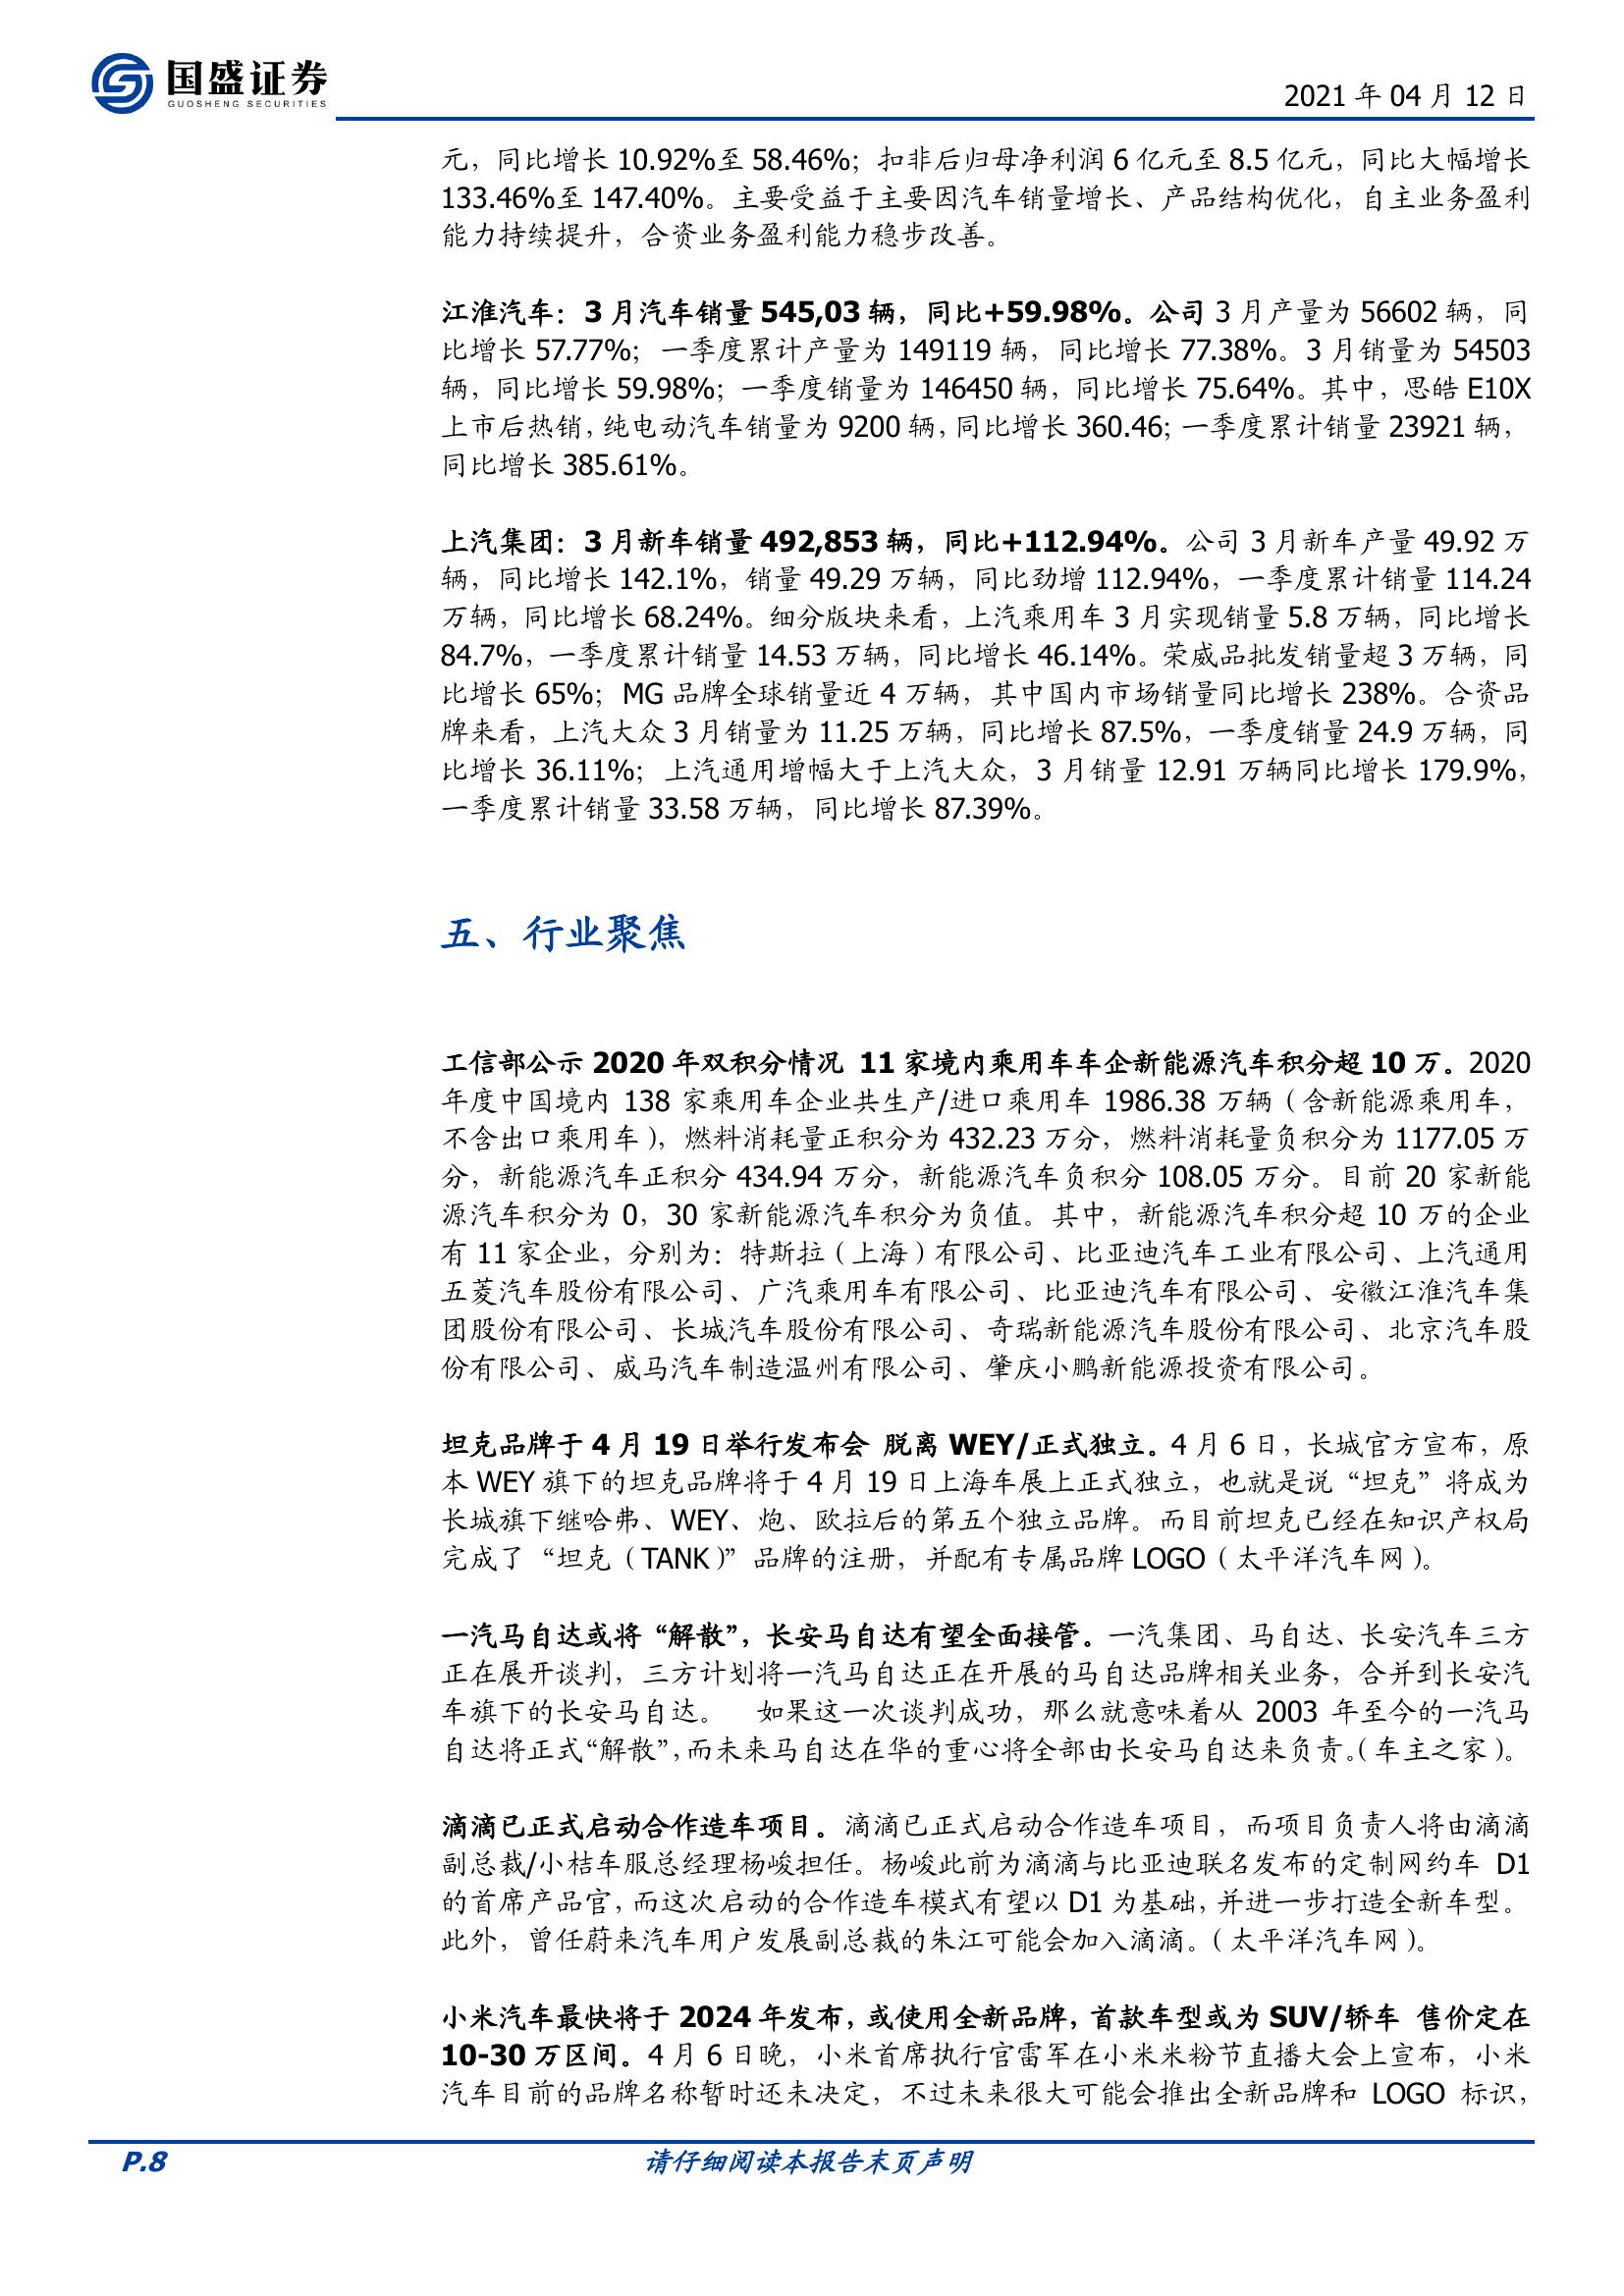 国盛证券
GUOSHENG SECURITIES
2021 年 04 月 12 日
元，同比增长 10.92%至 58.46%；扣非后归母净利润 6 亿元至 8.5 亿元，同比大幅增长
133.46%至 147.40%。主要受益于主要因汽车销量增长、产品结构优化，自主业务盈利
能力持续提升，合资业务盈利能力稳步改善。
江淮汽车：3 月汽车销量 545,03 辆，同比+59.98%。公司 3 月产量为 56602 辆，同
比增长 57.77%；一季度累计产量为 149119 辆，同比增长 77.38%。3 月销量为 54503
辆，同比增长 59.98%；一季度销量为 146450 辆，同比增长 75.64%。其中，思皓 E10X
上市后热销，纯电动汽车销量为 9200 辆，同比增长 360.46；一季度累计销量 23921 辆，
同比增长 385.61%。
上汽集团：3 月新车销量 492,853 辆，同比+112.94%。公司 3 月新车产量 49.92 万
辆，同比增长 142.1%，销量 49.29 万辆，同比劲增 112.94%，一季度累计销量 114.24
万辆，同比增长 68.24%。细分版块来看，上汽乘用车 3 月实现销量 5.8 万辆，同比增长
84.7%，一季度累计销量 14.53 万辆，同比增长 46.14%。荣威品批发销量超 3 万辆，同
比增长 65%；MG 品牌全球销量近 4 万辆，其中国内市场销量同比增长 238%。合资品
牌来看，上汽大众 3 月销量为 11.25 万辆，同比增长 87.5%，一季度销量 24.9 万辆，同
比增长 36.11%；上汽通用增幅大于上汽大众，3 月销量 12.91 万辆同比增长 179.9%，
一季度累计销量 33.58 万辆，同比增长 87.39%。
五、行业聚焦
工信部公示 2020 年双积分情况 11 家境内乘用车车企新能源汽车积分超 10 万。2020
年度中国境内 138 家乘用车企业共生产/进口乘用车 1986.38 万辆（含新能源乘用车，
不含出口乘用车），燃料消耗量正积分为 432.23 万分，燃料消耗量负积分为 1177.05 万
分，新能源汽车正积分 434.94 万分，新能源汽车负积分 108.05 万分。目前 20 家新能
源汽车积分为 0，30 家新能源汽车积分为负值。其中，新能源汽车积分超 10 万的企业
有 11 家企业，分别为：特斯拉（上海）有限公司、比亚迪汽车工业有限公司、上汽通用
五菱汽车股份有限公司、广汽乘用车有限公司、比亚迪汽车有限公司、安徽江淮汽车集
团股份有限公司、长城汽车股份有限公司、奇瑞新能源汽车股份有限公司、北京汽车股
份有限公司、威马汽车制造温州有限公司、肇庆小鹏新能源投资有限公司。
坦克品牌于 4 月 19 日举行发布会 脱离 WEY/正式独立。4 月 6 日，长城官方宣布，原
本 WEY 旗下的坦克品牌将于 4 月 19 日上海车展上正式独立，也就是说“坦克”将成为
长城旗下继哈弗、WEY、炮、欧拉后的第五个独立品牌。而目前坦克已经在知识产权局
完成了“坦克（TANK）”品牌的注册，并配有专属品牌 LOGO（太平洋汽车网）。
一汽马自达或将“解散”，长安马自达有望全面接管。一汽集团、马自达、长安汽车三方
正在展开谈判，三方计划将一汽马自达正在开展的马自达品牌相关业务，合并到长安汽
车旗下的长安马自达。 如果这一次谈判成功，那么就意味着从 2003 年至今的一汽马
自达将正式“解散”，而未来马自达在华的重心将全部由长安马自达来负责。（车主之家）。
滴滴已正式启动合作造车项目。滴滴已正式启动合作造车项目，而项目负责人将由滴滴
副总裁/小桔车服总经理杨峻担任。杨峻此前为滴滴与比亚迪联名发布的定制网约车 D1
的首席产品官，而这次启动的合作造车模式有望以 D1 为基础，并进一步打造全新车型。
此外，曾任蔚来汽车用户发展副总裁的朱江可能会加入滴滴。（太平洋汽车网）。
小米汽车最快将于 2024 年发布，或使用全新品牌，首款车型或为 SUV/轿车 售价定在
10-30 万区间。4 月 6 日晚，小米首席执行官雷军在小米米粉节直播大会上宣布，小米
汽车目前的品牌名称暂时还未决定，不过未来很大可能会推出全新品牌和 LOGO 标识，
P.8
请仔细阅读本报告末页声明